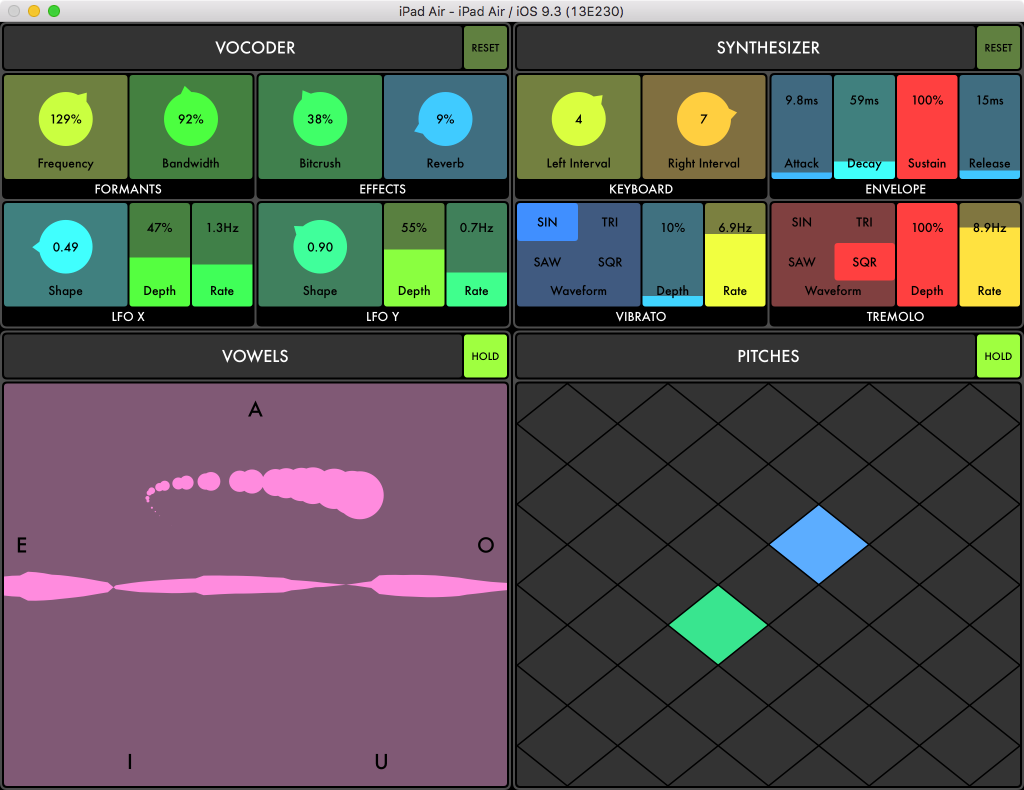 iPad Air - iPad Air / iOS 9.3 (13E230)
VOCODER
RESET
129%
92%
38%
9%
Frequency
Bandwidth
Bitcrush
Reverb
FORMANTS
EFFECTS
0.49
47%
1.3Hz
0.90
55%
0.7Hz
Shape
Depth
Rate
Shape
Depth
Rate
LFO X
LFO Y
SYNTHESIZER
RESET
4
7
9.8ms
59ms
100%
15ms
Left Interval
Right Interval
Attack
Decay
Sustain
Release
KEYBOARD
ENVELOPE
SIN
TRI
SAW
SQR
Waveform
10%
6.9Hz
Depth
Rate
VIBRATO
SIN
TRI
SAW
SQR
Waveform
100%
8.9Hz
Depth
Rate
TREMOLO
VOWELS
HOLD
A
E
O
I
U
PITCHES
HOLD